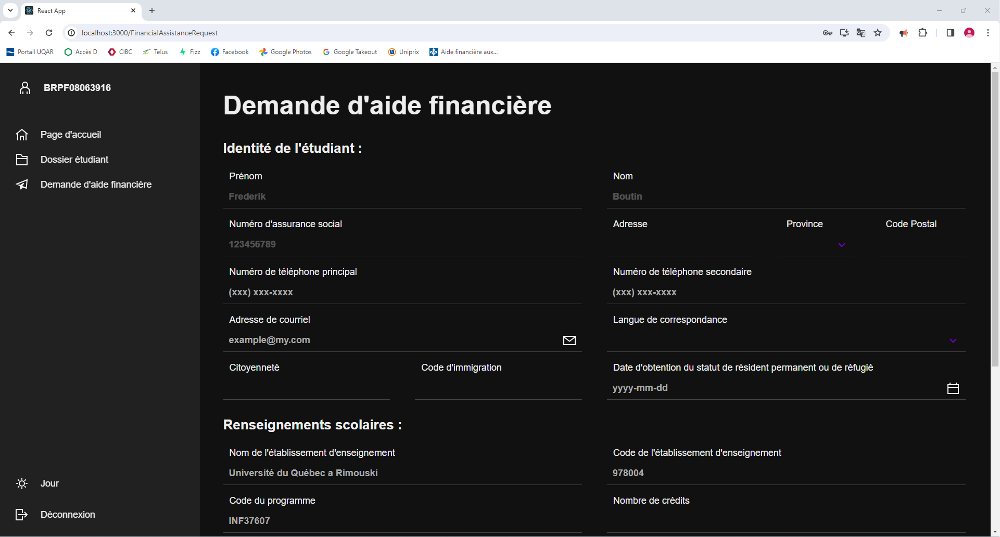 React App
localhost:3000/FinancialAssistanceRequest
Portail UQAR Accès D CIBC Telus Fizz Facebook Google Photos Google Takeout Uniprix Aide financière aux...
BRPF08063916
Page d'accueil
Dossier étudiant
Demande d'aide financière
Jour
Déconnexion
Demande d'aide financière
Identité de l'étudiant :
Prénom Nom
Frederik Boutin
Numéro d'assurance social Adresse Province Code Postal
123456789
Numéro de téléphone principal Numéro de téléphone secondaire
(xxx) xxx-xxxx (xxx) xxx-xxxx
Adresse de courriel Langue de correspondance
example@my.com
Citoyenneté Code d'immigration Date d'obtention du statut de résident permanent ou de réfugié
yyyy-mm-dd
Renseignements scolaires :
Nom de l'établissement d'enseignement Code de l'établissement d'enseignement
Université du Québec a Rimouski 978004
Code du programme Nombre de crédits
INF37607